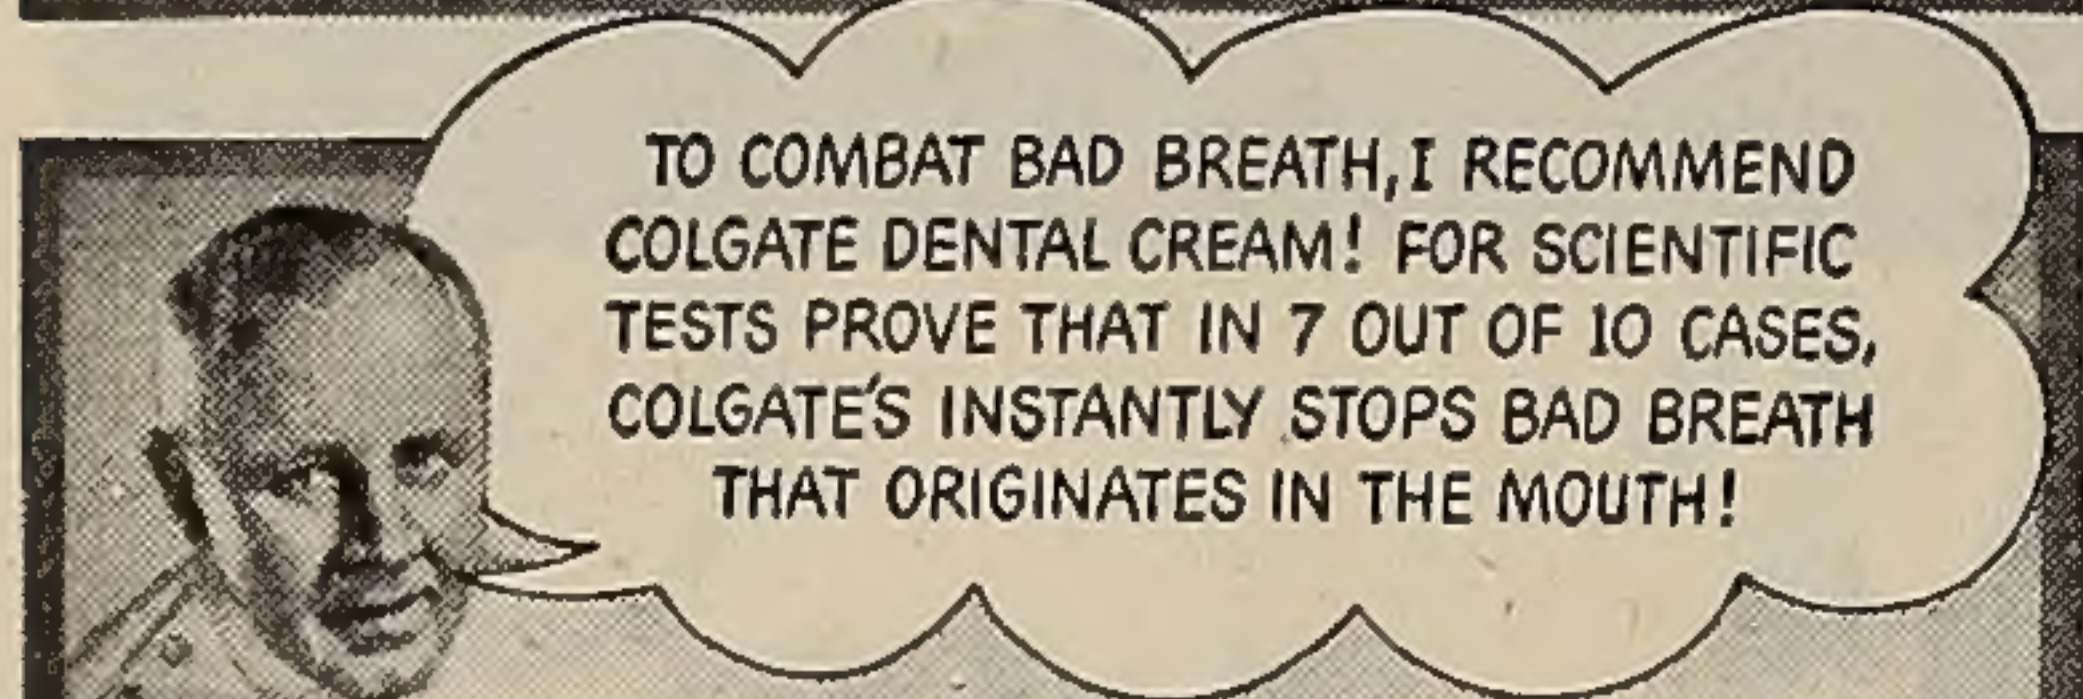 TO COMBAT BAD BREATH, I RECOMMEND
COLGATE DENTAL CREAM! FOR SCIENTIFIC
TESTS PROVE THAT IN 7 OUT OF 10 CASES,
COLGATE'S INSTANTLY STOPS BAD BREATH
THAT ORIGINATES IN THE MOUTH!